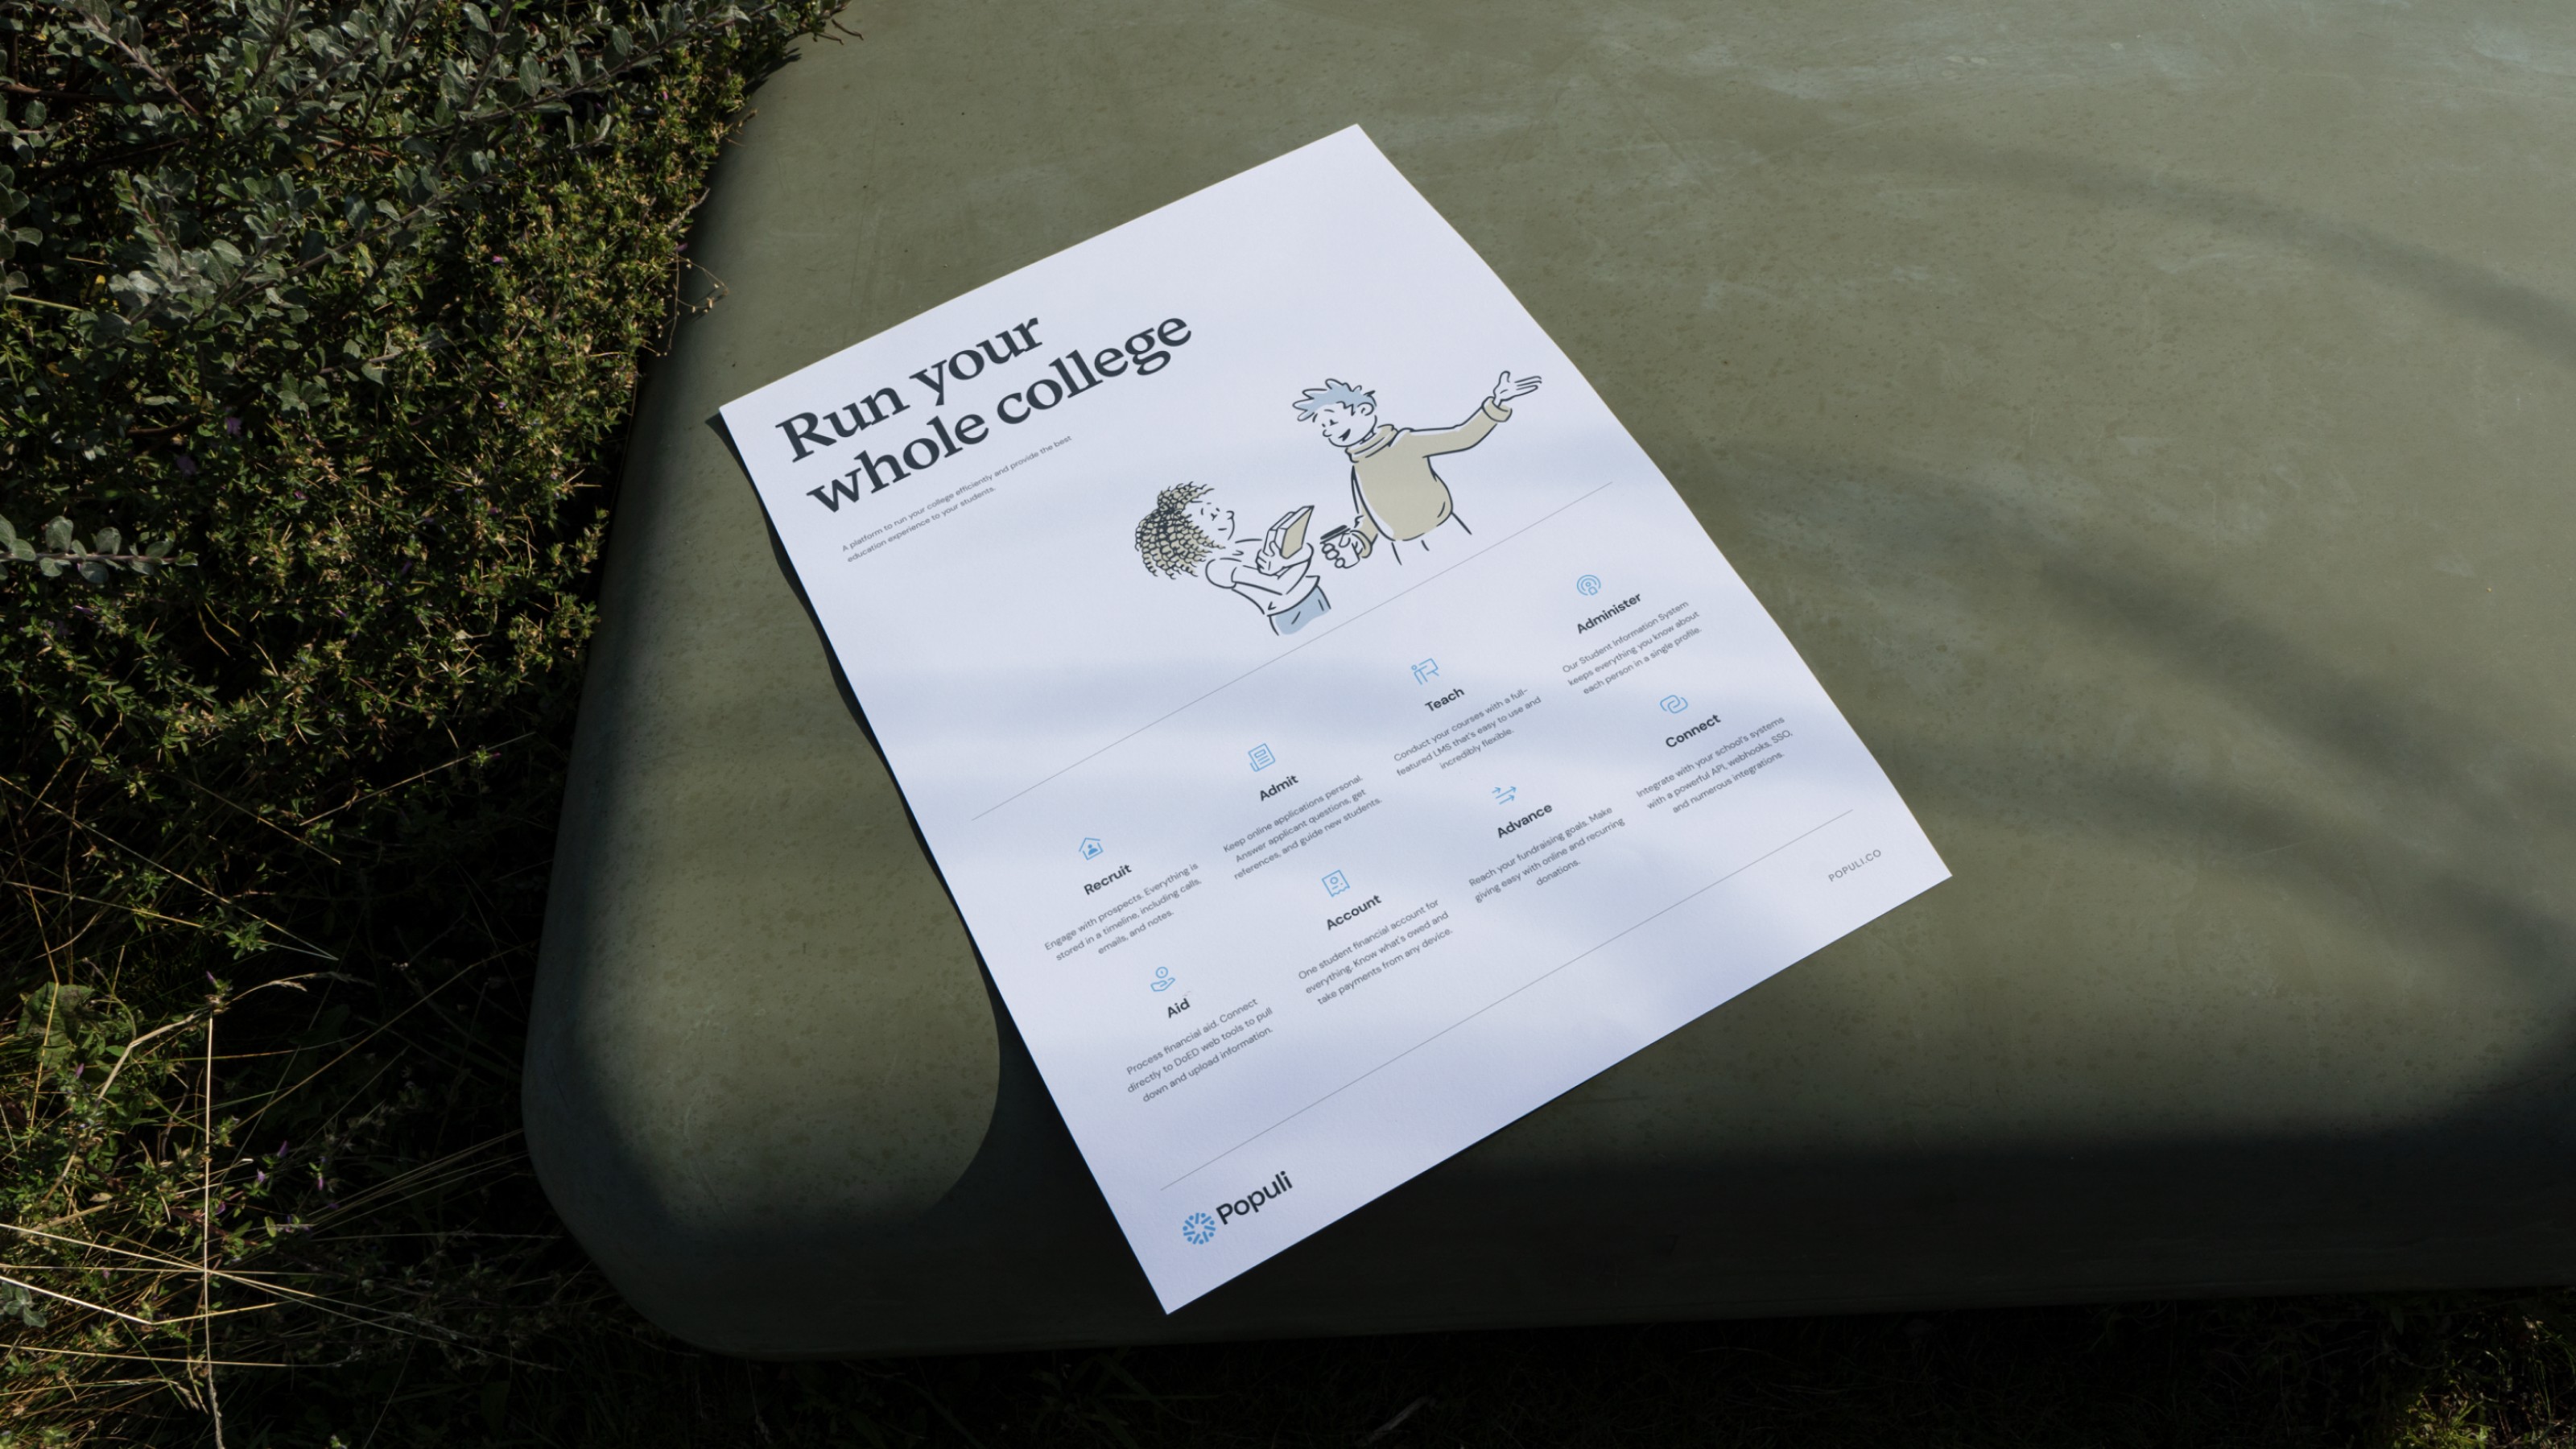 Run your
whole college
A platform to run your college efficiently and provide the best
education experience to your students.
Recruit
Engage with prospects. Everything is
stored in a timeline, including calls,
emails, and notes.
Admit
Keep online applications personal.
Answer applicant questions, get
references, and guide new students.
Teach
Conduct your courses with a full-
featured LMS that's easy to use and
incredibly flexible.
Administer
Our Student Information System
keeps everything you know about
each person in a single profile.
Aid
Process financial aid. Connect
directly to DoED web tools to pull
down and upload information.
Account
One student financial account for
everything. Know what's owed and
take payments from any device.
Advance
Reach your fundraising goals. Make
giving easy with online and recurring
donations.
Connect
Integrate with your school's systems
with a powerful API, webhooks, SSO,
and numerous integrations.
Populi
POPULI.CO